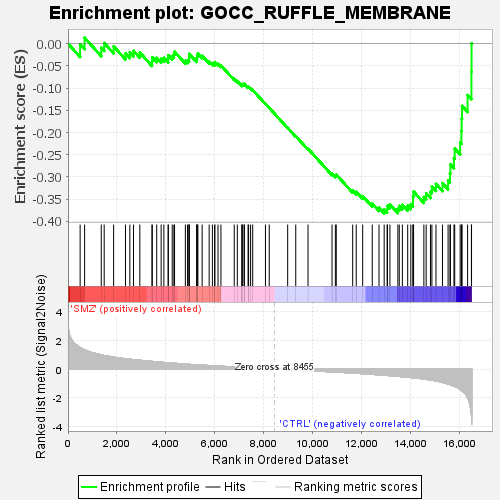 Enrichment plot: GOCC_RUFFLE_MEMBRANE
Enrichment score (ES)
0.00
-0.05
-0.10
-0.15
-0.20
-0.25
-0.30
-0.35
-0.40
'SMZ' (positively correlated)
Zero cross at 8455
'CTRL' (negatively correlated)
Ranked list metric (Signal2Noise)
4
2
0
-2
-4
0
2,000
4,000
6,000
8,000
10,000
12,000
14,000
16,000
Rank in Ordered Dataset
Enrichment profile
Hits
Ranking metric scores